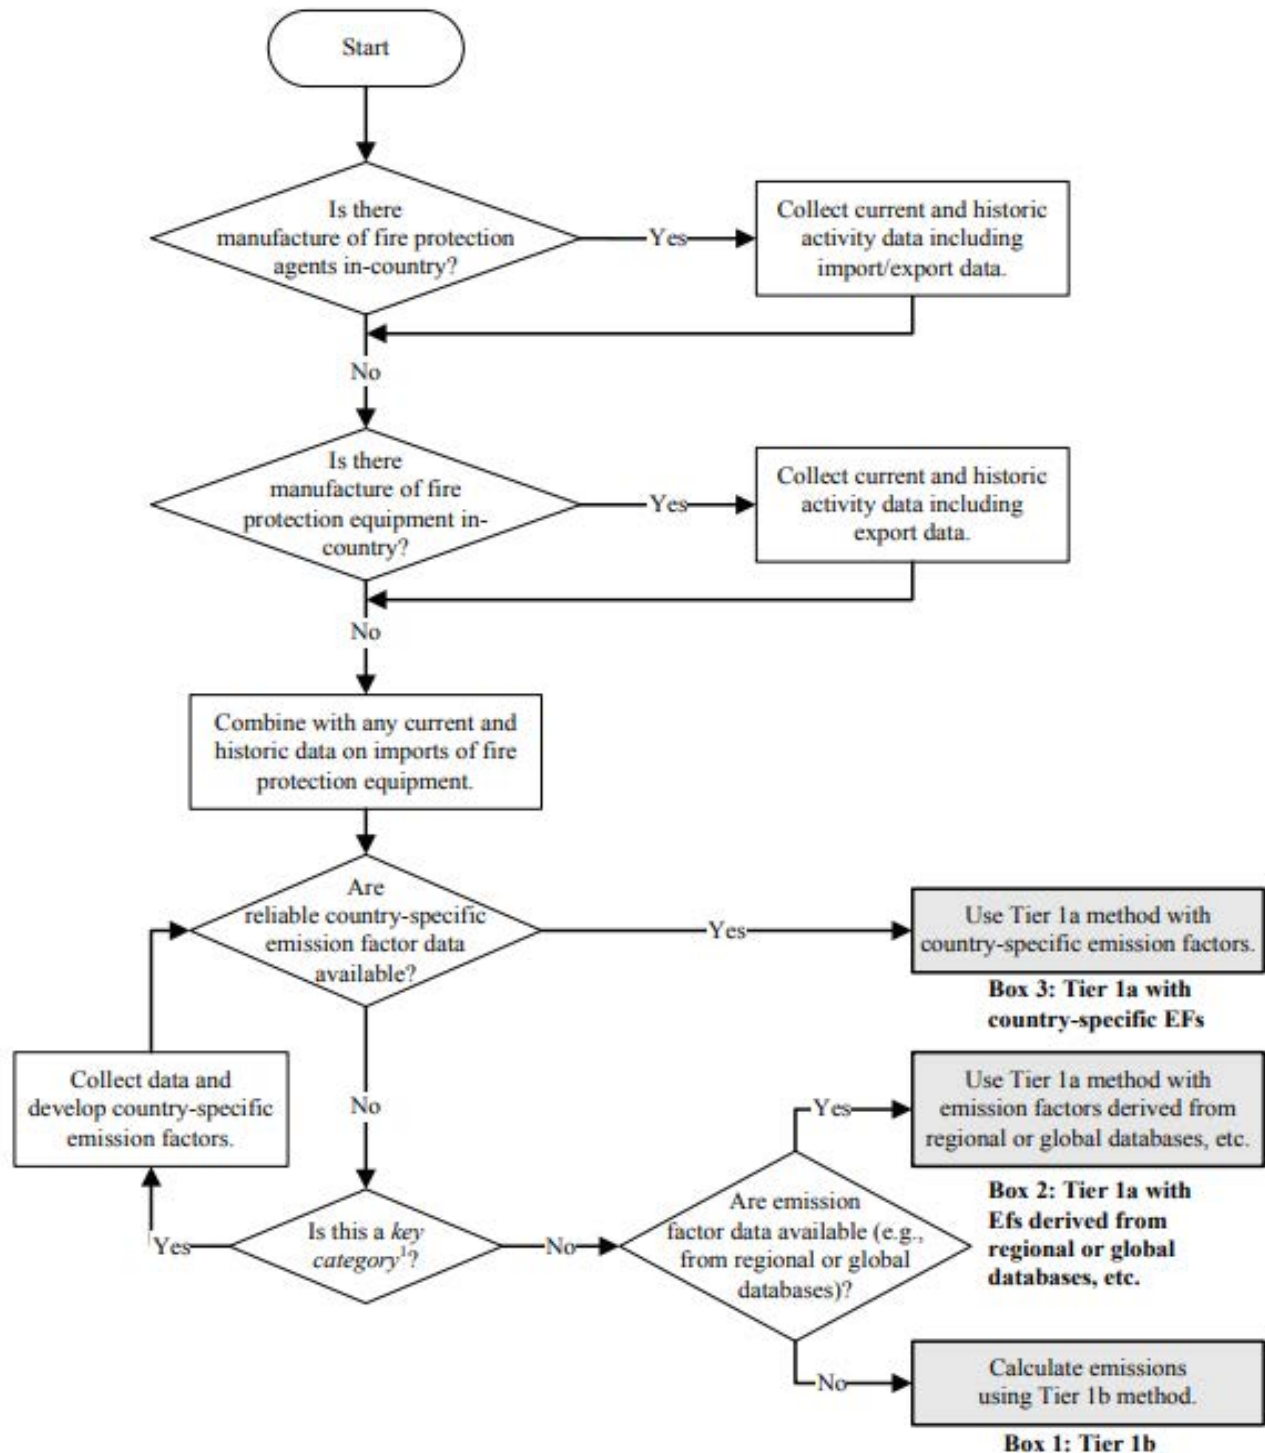 Start
Is there
manufacture of fire protection
agents in-country?
Yes
Collect current and historic
activity data including
import/export data.
No
Is there
manufacture of fire
protection equipment in-
country?
Yes
Collect current and historic
activity data including
export data.
No
Combine with any current and
historic data on imports of fire
protection equipment.
Are
reliable country-specific
emission factor data
available?
Yes
Use Tier 1a method with
country-specific emission factors.
Box 3: Tier 1a with
country-specific EFs
Collect data and
develop country-specific
emission factors.
No
Yes
Use Tier 1a method with
emission factors derived from
regional or global databases, etc.
Box 2: Tier 1a with
Efs derived from
regional or global
databases, etc.
Yes
Is this a key
category¹?
No
Are emission
factor data available (e.g.,
from regional or global
databases)?
No
Calculate emissions
using Tier 1b method.
Box 1: Tier 1b